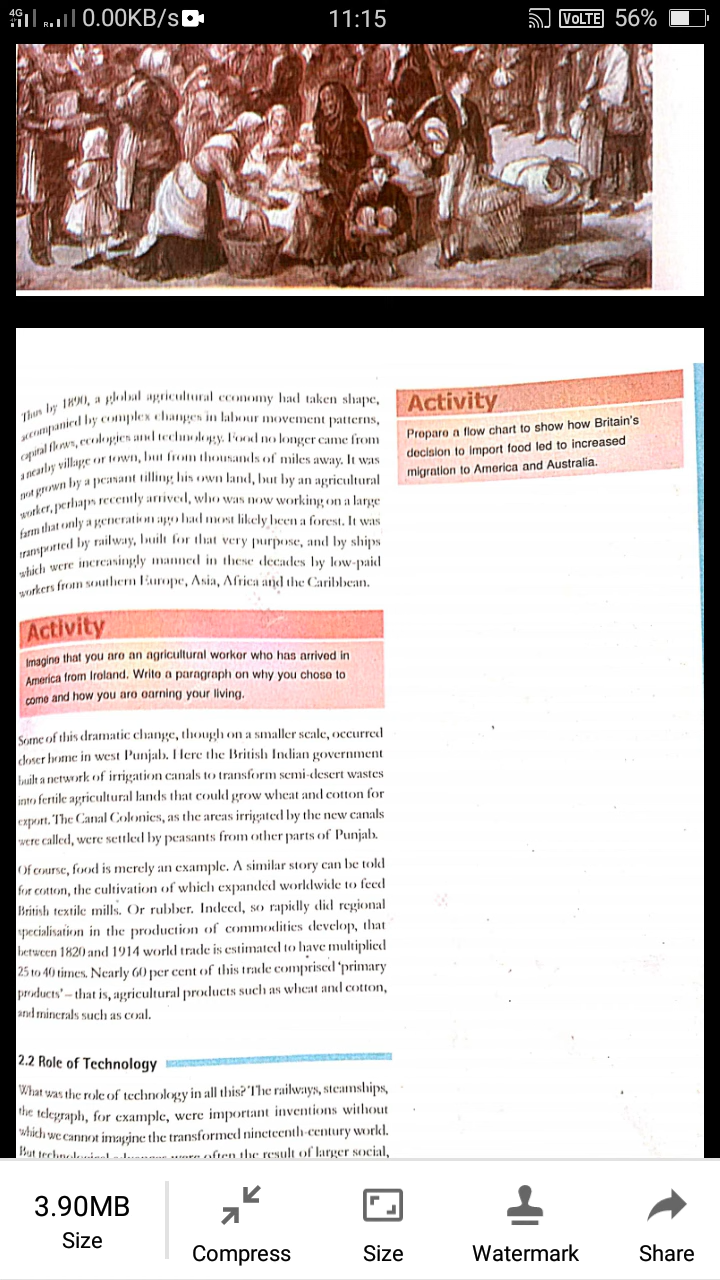 4G 0.00KB/s 11:15 VoLTE 56%
R
Thus by 1890, a global agricultural economy had taken shape,
accompanied by complex changes in labour movement patterns,
capital flows, ecologies and technology. Food no longer came from
a nearby village or town, but from thousands of miles away. It was
not grown by a peasant tilling his own land, but by an agricultural
worker, perhaps recently arrived, who was now working on a large
farm that only a generation ago had most likely been a forest. It was
transported by railway, built for that very purpose, and by ships
which were increasingly manned in these decades by low-paid
workers from southern Europe, Asia, Africa and the Caribbean.
Activity
Imagine that you are an agricultural worker who has arrived in
America from Ireland. Write a paragraph on why you chose to
come and how you are earning your living.
Some of this dramatic change, though on a smaller scale, occurred
closer home in west Punjab. Here the British Indian government
built a network of irrigation canals to transform semi-desert wastes
into fertile agricultural lands that could grow wheat and cotton for
export. The Canal Colonies, as the areas irrigated by the new canals
were called, were settled by peasants from other parts of Punjab.
Of course, food is merely an example. A similar story can be told
for cotton, the cultivation of which expanded worldwide to feed
British textile mills. Or rubber. Indeed, so rapidly did regional
specialisation in the production of commodities develop, that
between 1820 and 1914 world trade is estimated to have multiplied
25 to 40 times. Nearly 60 per cent of this trade comprised 'primary
products' – that is, agricultural products such as wheat and cotton,
and minerals such as coal.
2.2 Role of Technology
What was the role of technology in all this? The railways, steamships,
the telegraph, for example, were important inventions without
which we cannot imagine the transformed nineteenth-century world.
But technological advances were often the result of larger social,
Activity
Prepare a flow chart to show how Britain's
decision to import food led to increased
migration to America and Australia.
3.90MB
Size
Compress
Size
Watermark
Share